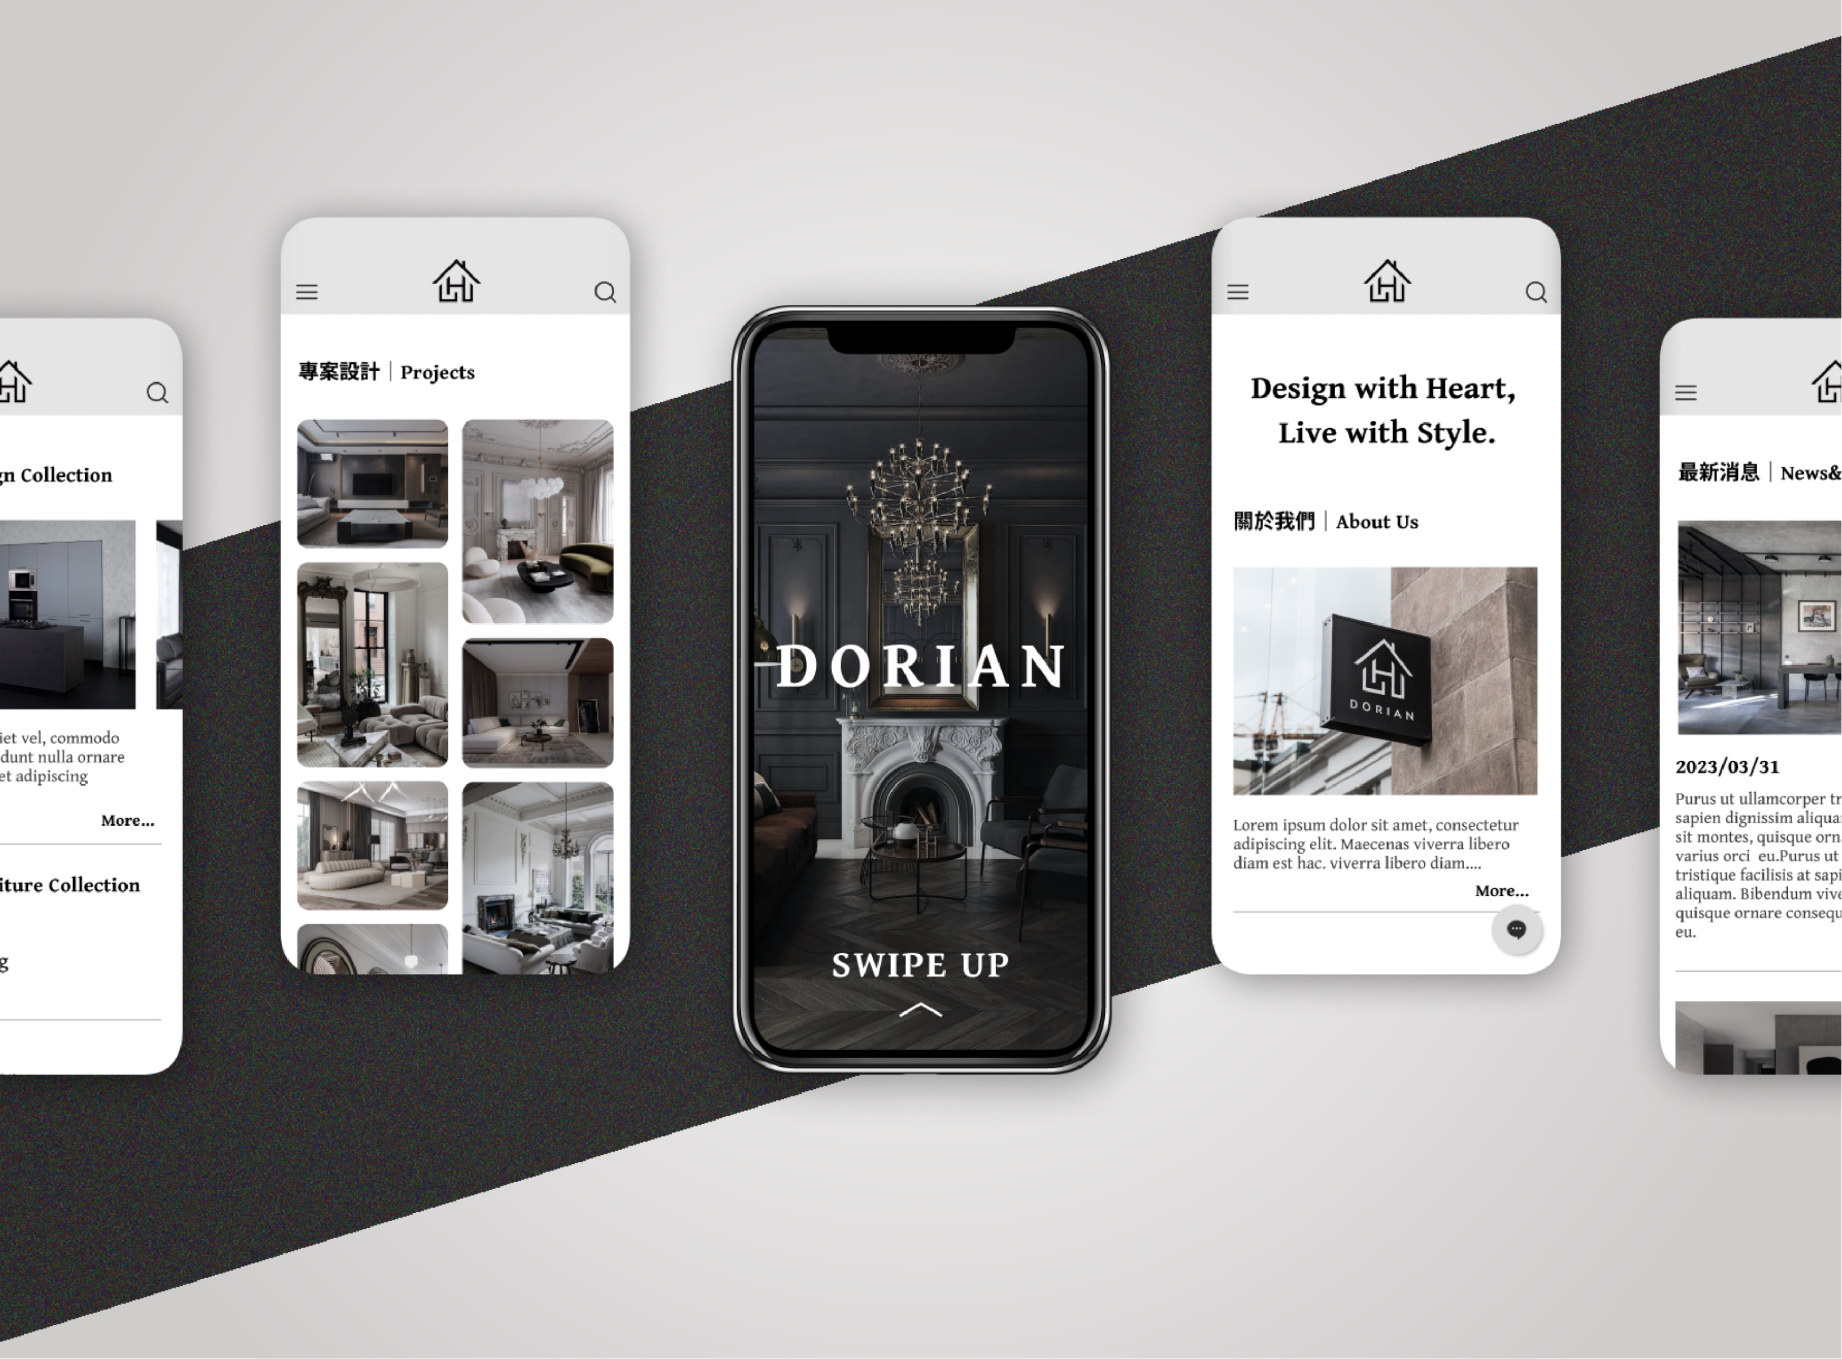 gn Collection
iet vel, commodo
dunt nulla ornare
et adipiscing
More...
iture Collection
g
專案設計｜Projects
DORIAN
SWIPE UP
Design with Heart,
Live with Style.
關於我們｜About Us
DORIAN
Lorem ipsum dolor sit amet, consectetur
adipiscing elit. Maecenas viverra libero
diam est hac. viverra libero diam....
More...
最新消息｜News&
2023/03/31
Purus ut ullamcorper tr
sapien dignissim aliqua
sit montes, quisque orn
varius orci eu.Purus ut
tristique facilisis at sapi
aliquam. Bibendum vive
quisque ornare consequ
eu.